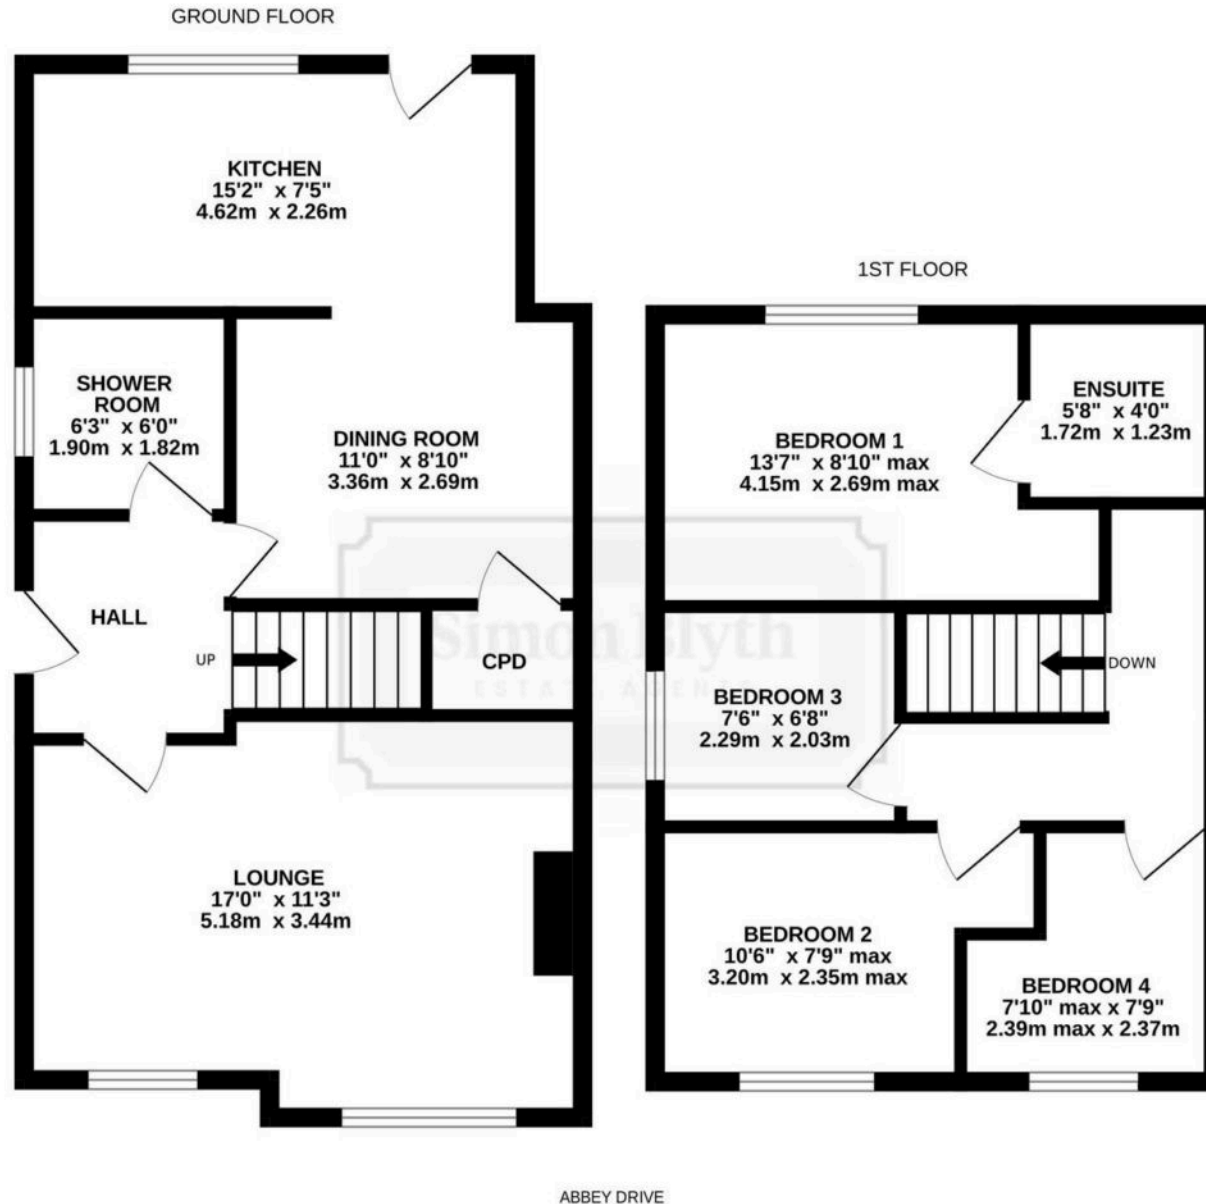 GROUND FLOOR
KITCHEN
15'2" x 7'5"
4.62m x 2.26m
SHOWER
ROOM
6'3" x 6'0"
1.90m x 1.82m
DINING ROOM
11'0" x 8'10"
3.36m x 2.69m
HALL
UP
CPD
Simon Blyth
ESTATE AGENTS
LOUNGE
17'0" x 11'3"
5.18m x 3.44m
1ST FLOOR
BEDROOM 1
13'7" x 8'10" max
4.15m x 2.69m max
ENSUITE
5'8" x 4'0"
1.72m x 1.23m
DOWN
BEDROOM 3
7'6" x 6'8"
2.29m x 2.03m
BEDROOM 2
10'6" x 7'9" max
3.20m x 2.35m max
BEDROOM 4
7'10" max x 7'9"
2.39m max x 2.37m
ABBEY DRIVE